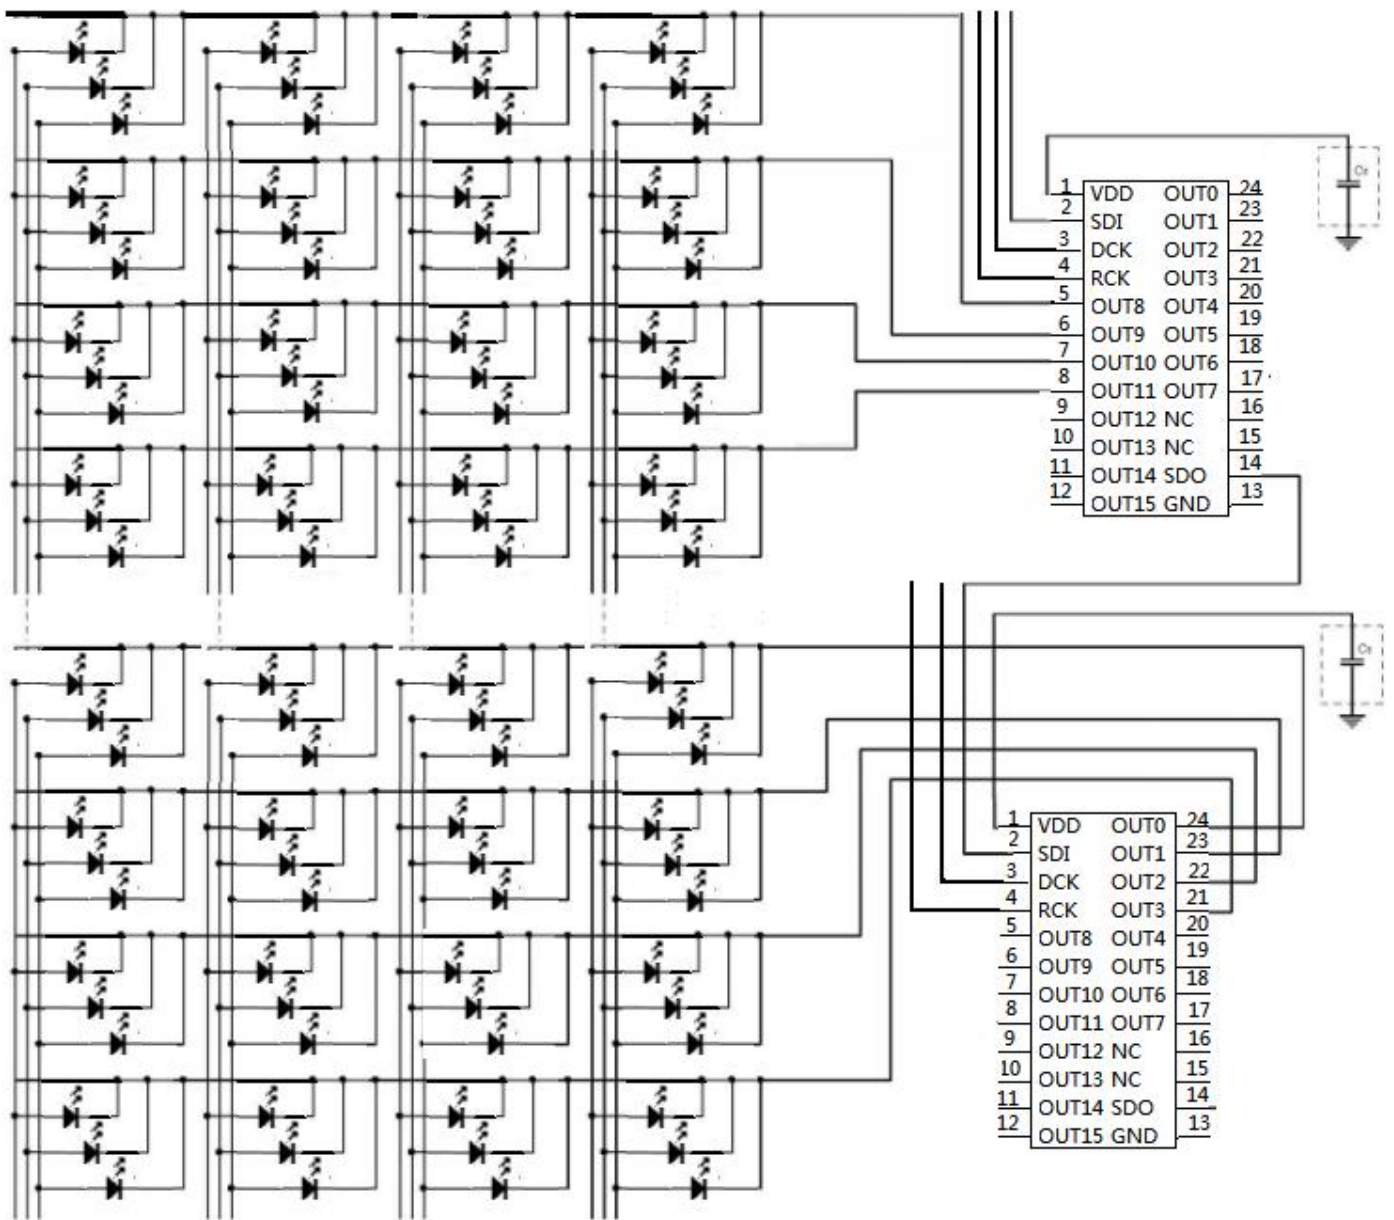 1 VDD OUT0 24
2 SDI OUT1 23
3 DCK OUT2 22
4 RCK OUT3 21
5 OUT8 OUT4 20
6 OUT9 OUT5 19
7 OUT10 OUT6 18
8 OUT11 OUT7 17
9 OUT12 NC 16
10 OUT13 NC 15
11 OUT14 SDO 14
12 OUT15 GND 13
1 VDD OUT0 24
2 SDI OUT1 23
3 DCK OUT2 22
4 RCK OUT3 21
5 OUT8 OUT4 20
6 OUT9 OUT5 19
7 OUT10 OUT6 18
8 OUT11 OUT7 17
9 OUT12 NC 16
10 OUT13 NC 15
11 OUT14 SDO 14
12 OUT15 GND 13